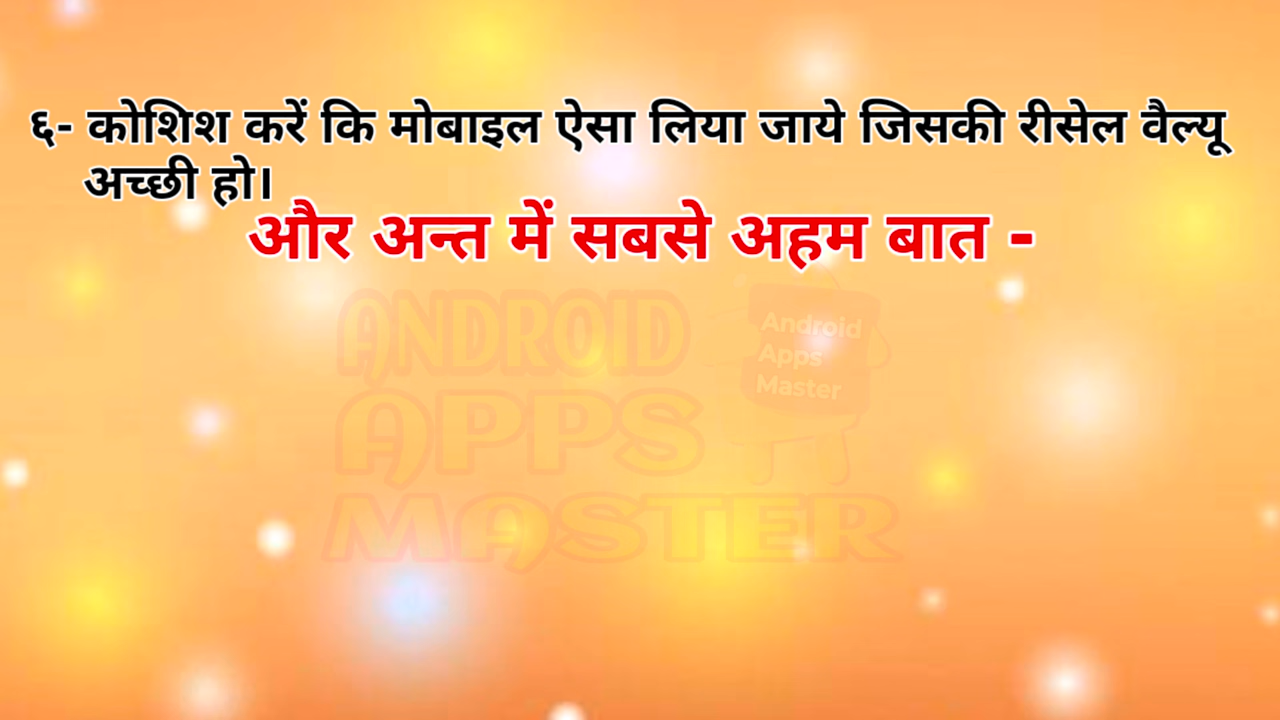 ६- कोशिश करें कि मोबाइल ऐसा लिया जाये जिसकी रीसेल वैल्यू
अच्छी हो।
और अन्त में सबसे अहम बात -
ANDROID
APPS
MASTER
Android
Apps
Master